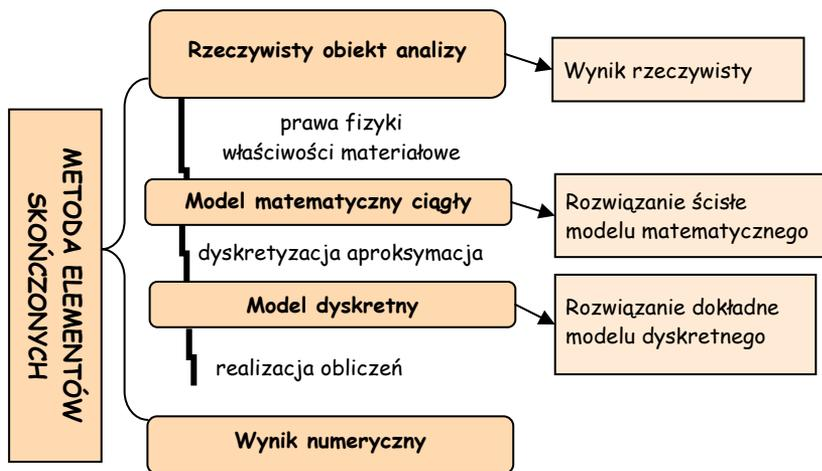 METODA ELEMENTÓW
SKOŃCZONYCH
Rzeczywisty obiekt analizy
Wynik rzeczywisty
prawa fizyki
właściwości materiałowe
Model matematyczny ciągły
Rozwiązanie ścisłe
modelu matematycznego
dyskretyzacja aproksymacja
Model dyskretny
Rozwiązanie dokładne
modelu dyskretnego
realizacja obliczeń
Wynik numeryczny